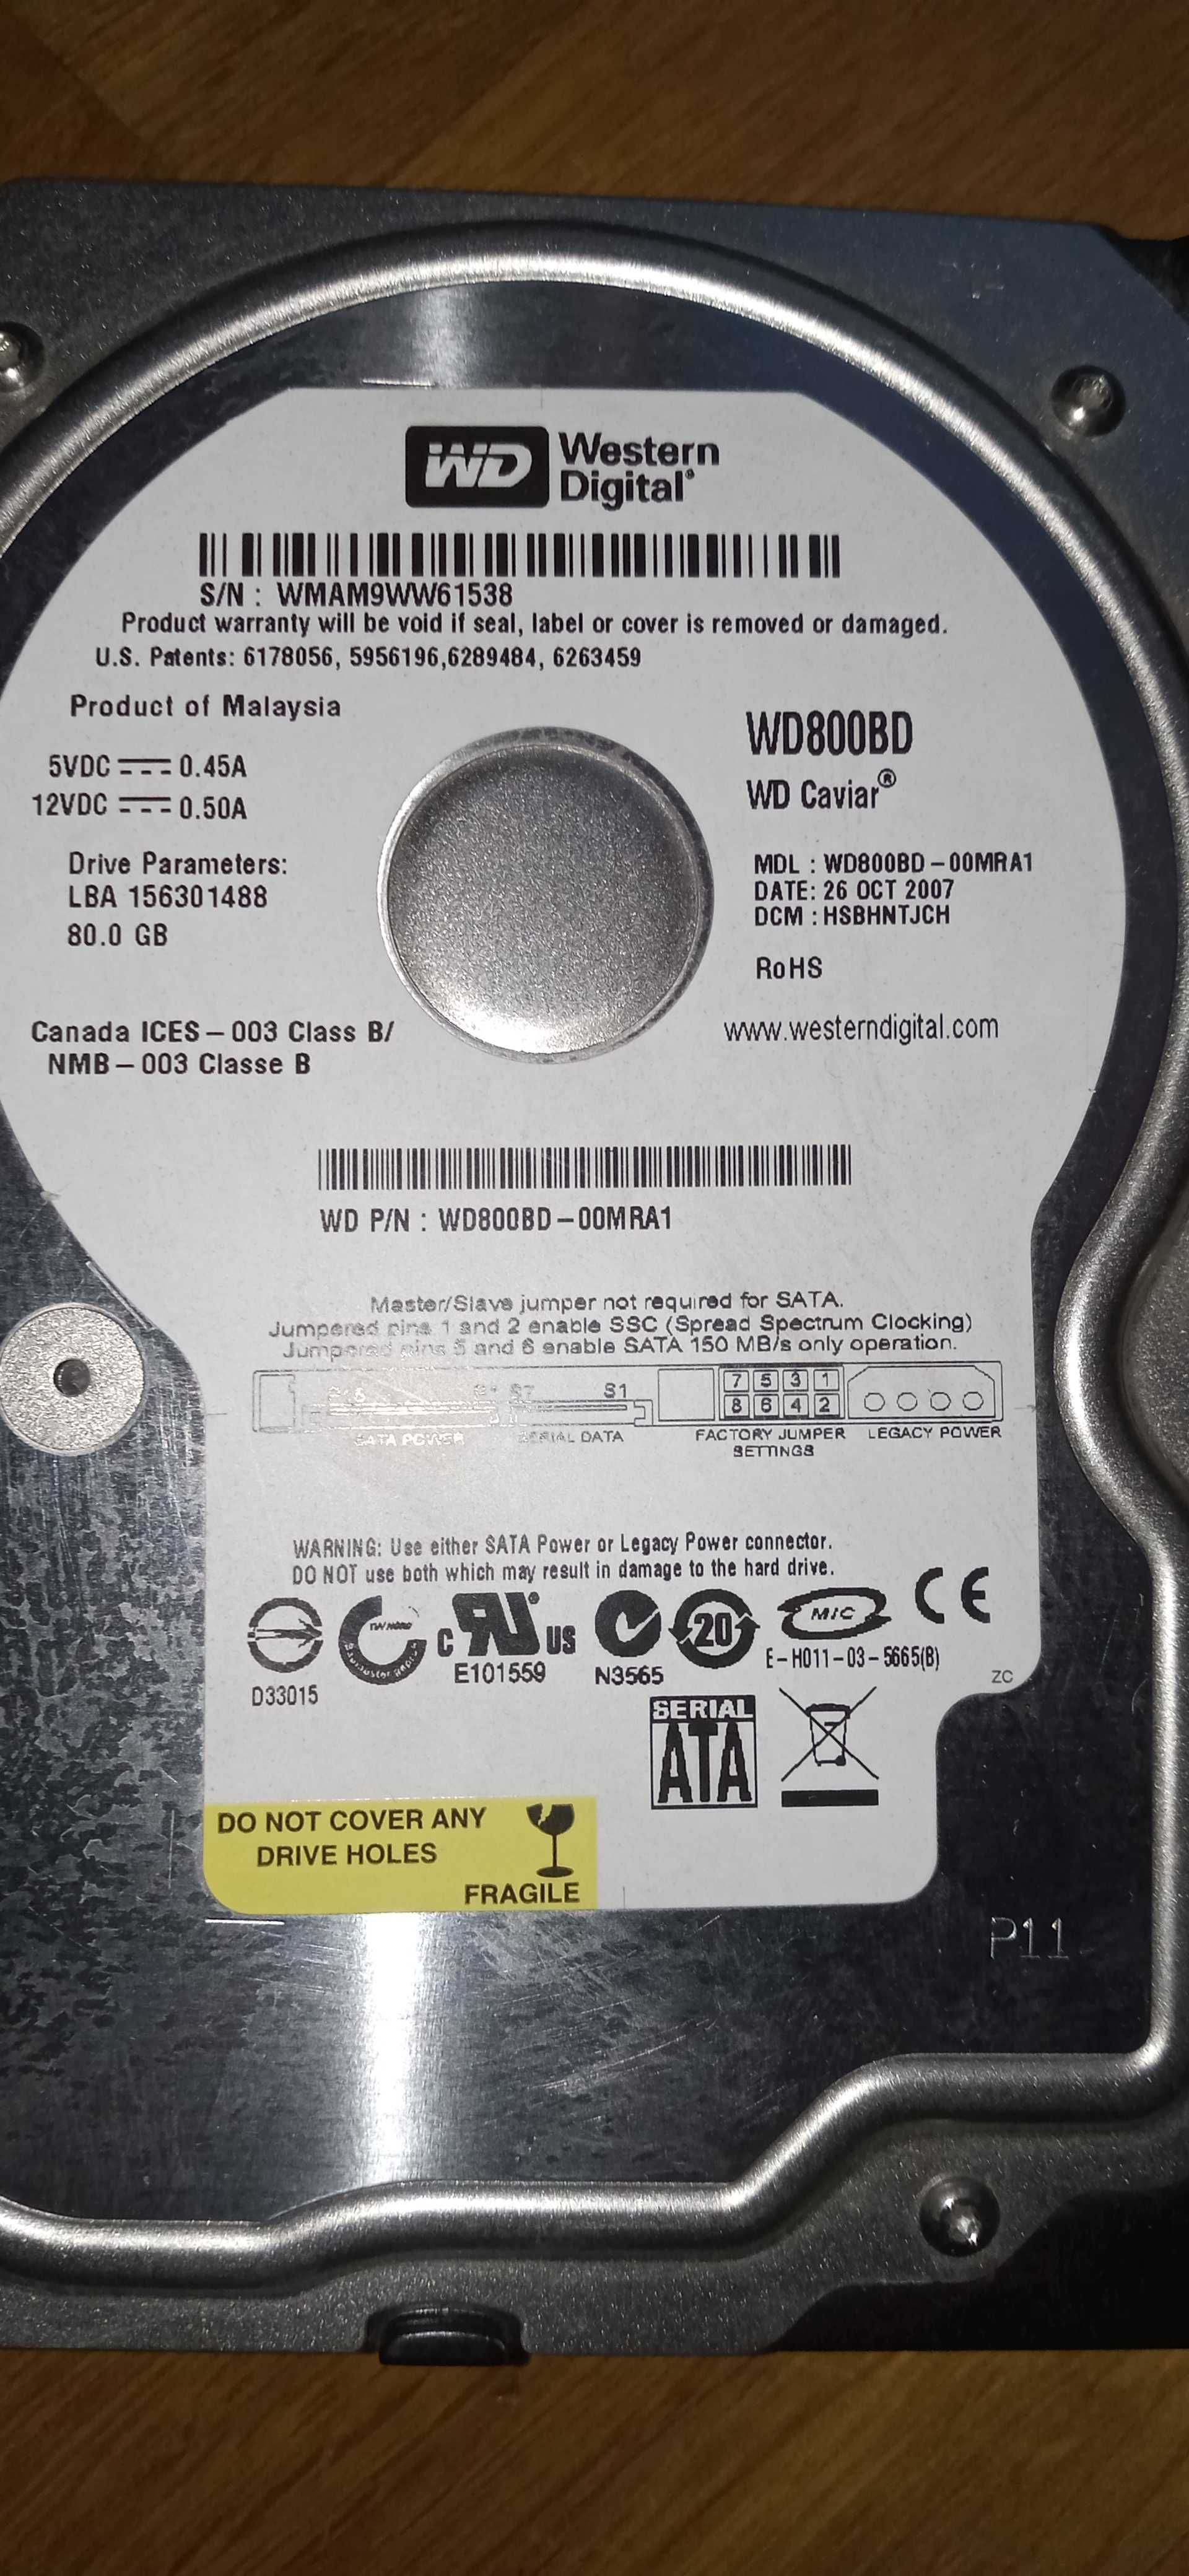 WD Western
Digital®
S/N : WMAM9WW61538
Product warranty will be void if seal, label or cover is removed or damaged.
U.S. Patents: 6178056, 5956196,6289484, 6263459
Product of Malaysia
WD800BD
5VDC 0.45A
WD Caviar®
12VDC 0.50A
Drive Parameters:
MDL : WD800BD-00MRA1
LBA 156301488
DATE: 26 OCT 2007
DCM : HSBHNTJCH
80.0 GB
RoHS
Canada ICES-003 Class B/
www.westerndigital.com
NMB-003 Classe B
WD P/N : WD800BD-00MRA1
Master/Slave jumper not required for SATA.
Jumpered pins 1 and 2 enable SSC (Spread Spectrum Clocking)
Jumpered pins 5 and 6 enable SATA 150 MB/s only operation.
7 5 3 1
S7 S1
8 6 4 2
SATA POWER SERIAL DATA FACTORY JUMPER LEGACY POWER
SETTINGS
WARNING: Use either SATA Power or Legacy Power connector.
DO NOT use both which may result in damage to the hard drive.
C UR US 20 MIC CE
E101559 N3565 E-H011-03-5665(B)
D33015
ZC
SERIAL
ATA
DO NOT COVER ANY
DRIVE HOLES
FRAGILE
P11